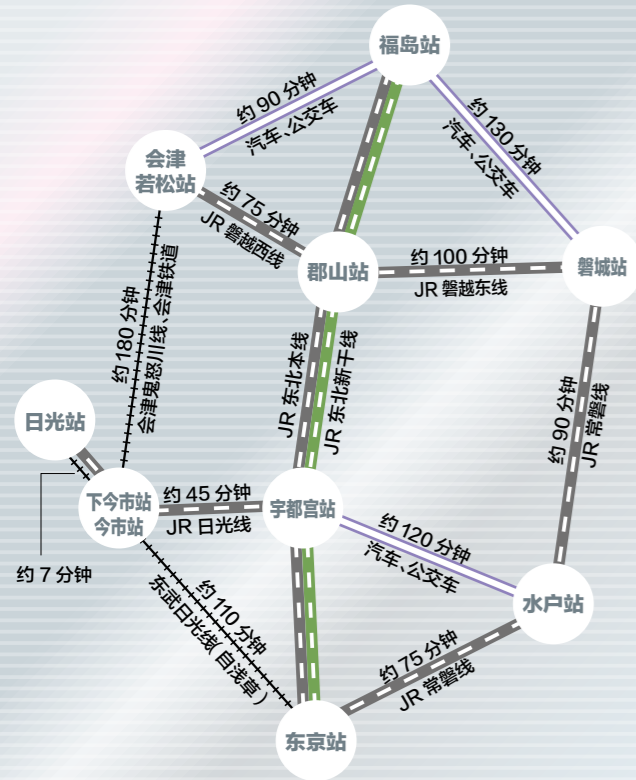 福岛站
约 90 分钟
汽车、公交车
约 130 分钟
汽车、公交车
会津
若松站
约 75 分钟
JR 磐越西线
郡山站
约 100 分钟
JR 磐越东线
磐城站
约 180 分钟
会津鬼怒川线、会津铁道
JR 东北本线
JR 东北新干线
约 90 分钟
JR 常磐线
日光站
下今市站
今市站
约 45 分钟
JR 日光线
宇都宫站
约 7 分钟
约 120 分钟
汽车、公交车
水户站
约 110 分钟
东武日光线(自浅草)
约 75 分钟
JR 常磐线
东京站